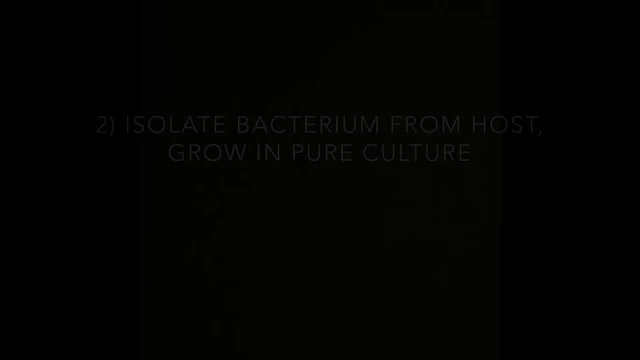 2) ISOLATE BACTERIUM FROM HOST,
GROW IN PURE CULTURE